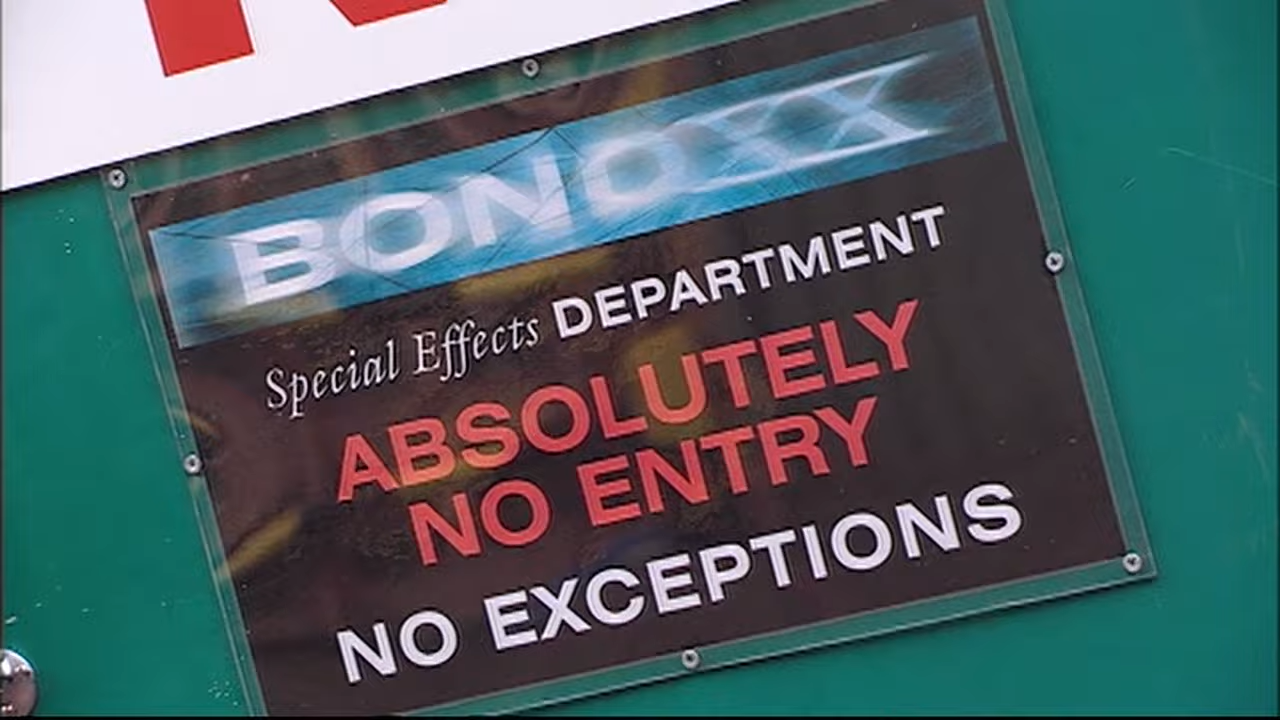 BONOXX
Special Effects DEPARTMENT
ABSOLUTELY
NO ENTRY
NO EXCEPTIONS